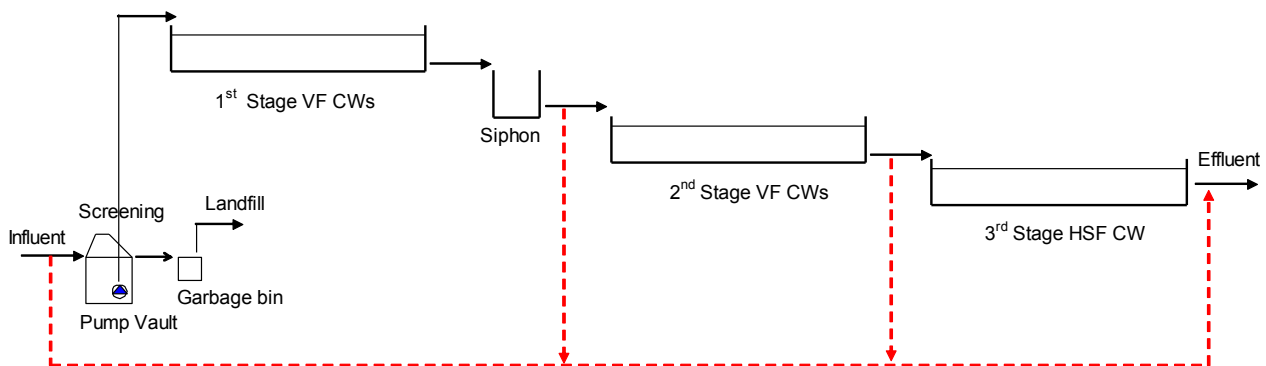 1st Stage VF CWs
Siphon
2nd Stage VF CWs
Effluent
3rd Stage HSF CW
Screening
Landfill
Influent
Garbage bin
Pump Vault